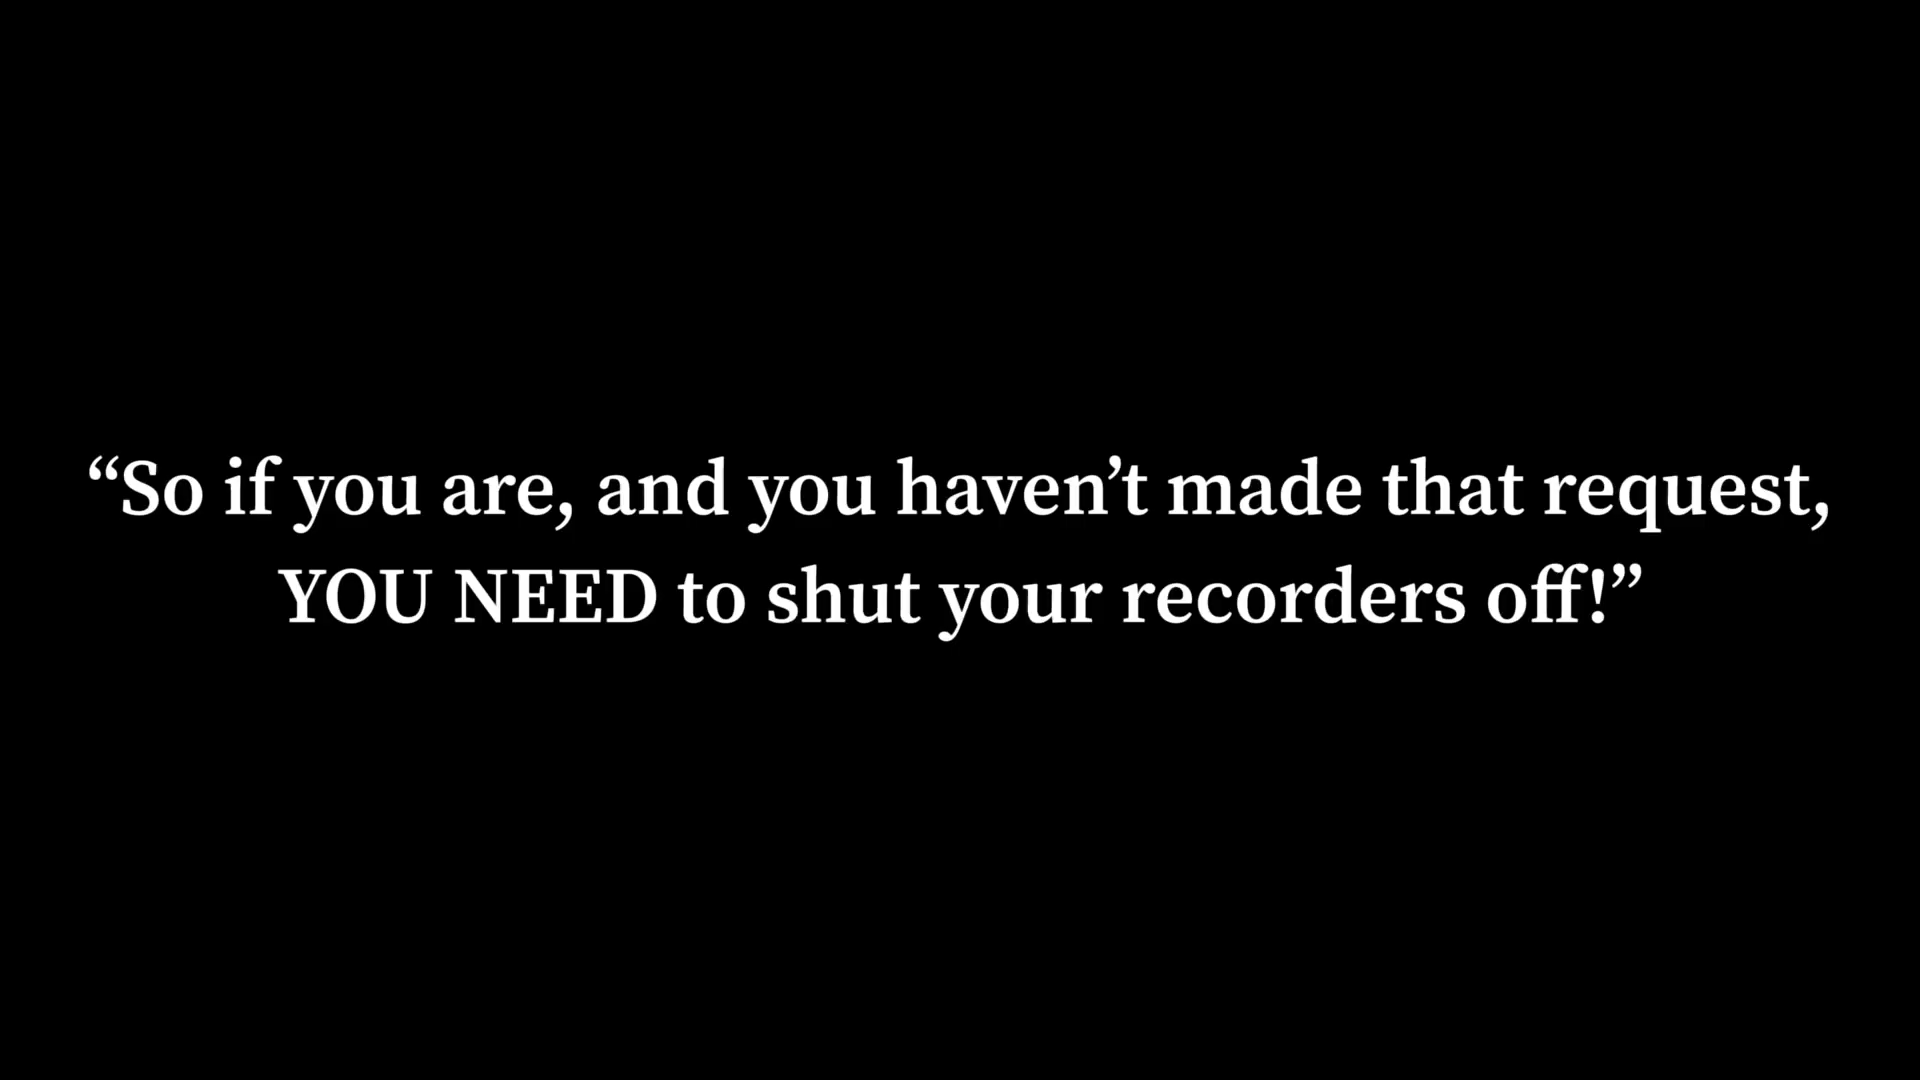 “So if you are, and you haven’t made that request,
YOU NEED to shut your recorders off!”